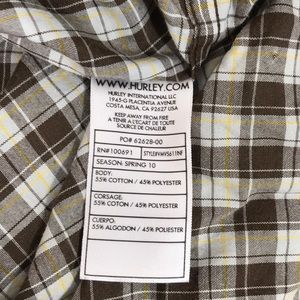 WWW.HURLEY.COM
HURLEY INTERNATIONAL LLC
1945-G PLACENTIA AVENUE
COSTA MESA, CA 92627 USA
KEEP AWAY FROM FIRE
A TENIR A L'ECART DE TOUTE
SOURCE DE CHALEUR
PO# 62628-00
RN#100691
SEASON: SPRING 10
BODY:
55% COTTON / 45% POLYESTER
CORSAGE:
55% COTON / 45% POLYESTER
CUERPO:
55% ALGODON / 45% POLIESTER